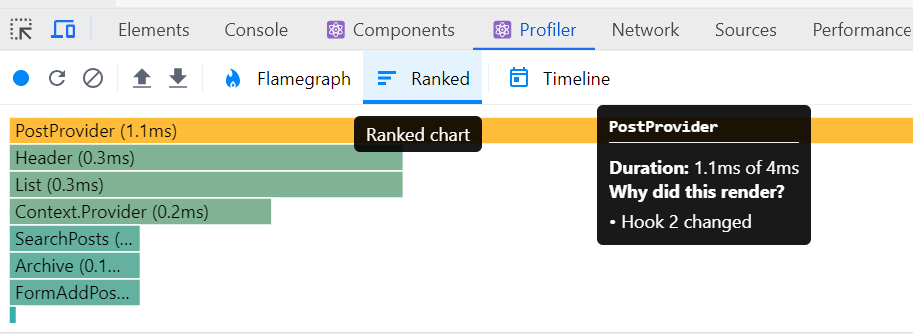 Elements Console Components Profiler Network Sources Performance
Flamegraph Ranked Timeline
PostProvider (1.1ms)
Ranked chart
Header (0.3ms)
List (0.3ms)
Context.Provider (0.2ms)
SearchPosts (...
Archive (0.1...
FormAddPos...
PostProvider
Duration: 1.1ms of 4ms
Why did this render?
• Hook 2 changed